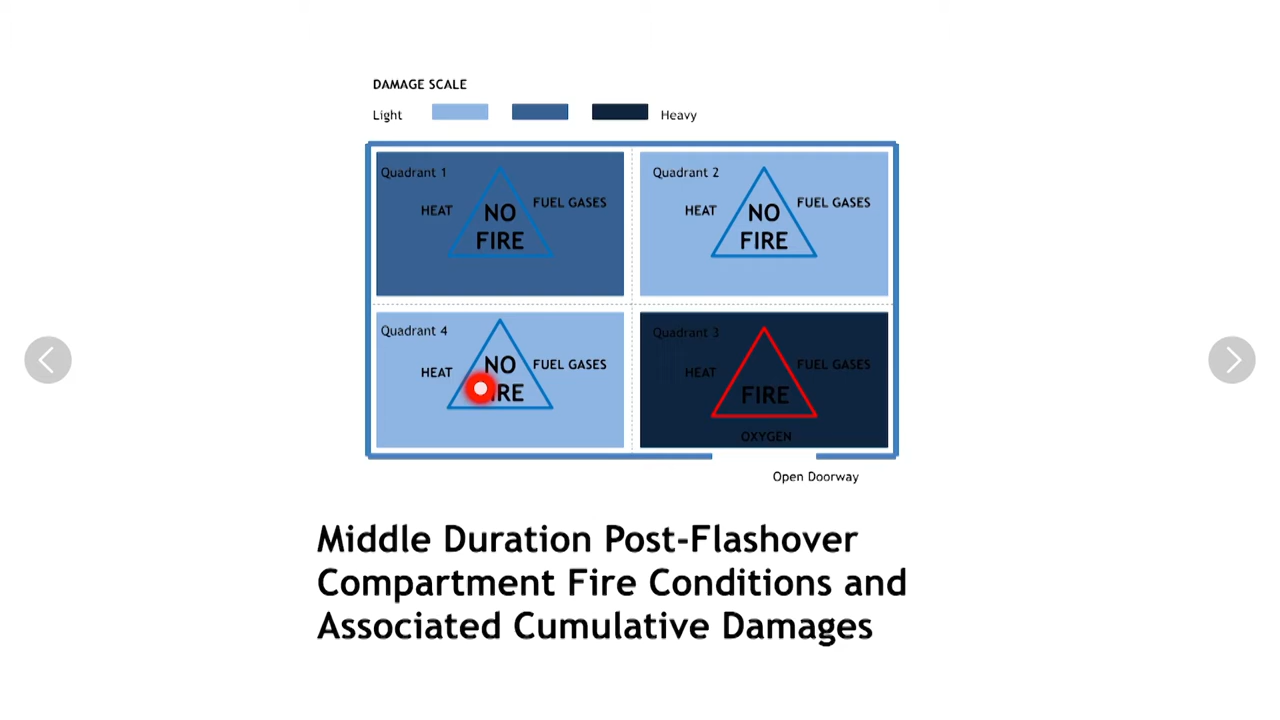 DAMAGE SCALE
Light Heavy
Quadrant 1
HEAT NO FIRE FUEL GASES
Quadrant 2
HEAT NO FIRE FUEL GASES
Quadrant 4
HEAT NO IRE FUEL GASES
Quadrant 3
HEAT FIRE FUEL GASES
OXYGEN
Open Doorway
Middle Duration Post-Flashover
Compartment Fire Conditions and
Associated Cumulative Damages